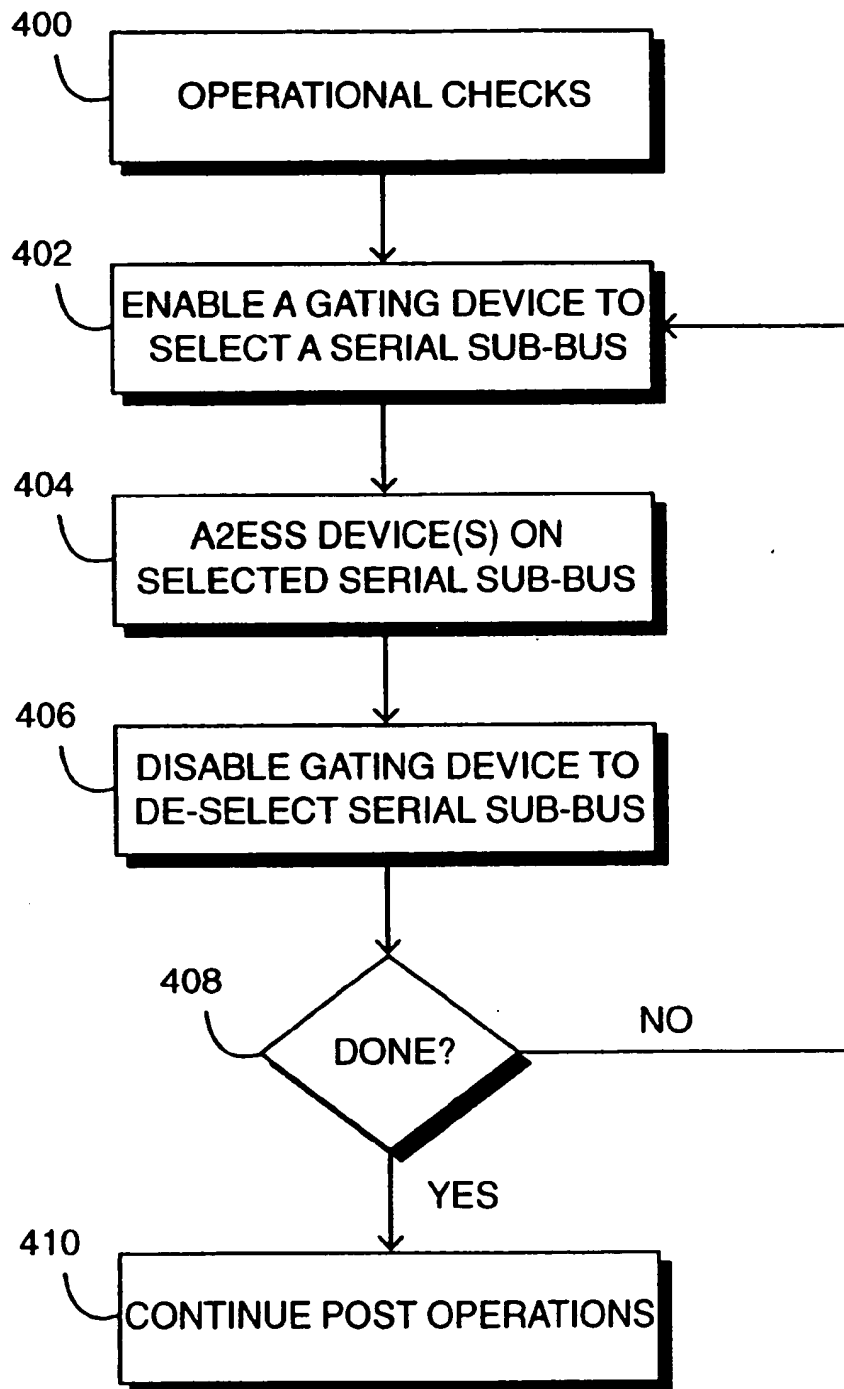 400
OPERATIONAL CHECKS
402
ENABLE A GATING DEVICE TO
SELECT A SERIAL SUB-BUS
404
A2ESS DEVICE(S) ON
SELECTED SERIAL SUB-BUS
406
DISABLE GATING DEVICE TO
DE-SELECT SERIAL SUB-BUS
408
DONE?
NO
YES
410
CONTINUE POST OPERATIONS